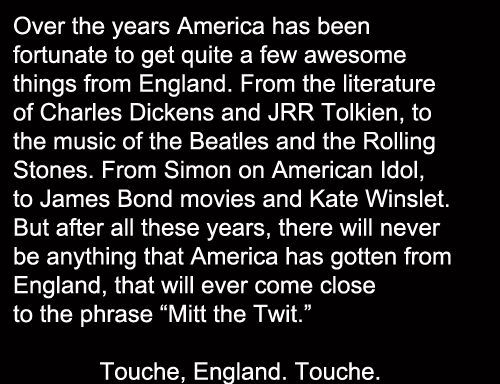 Over the years America has been
fortunate to get quite a few awesome
things from England. From the literature
of Charles Dickens and JRR Tolkien, to
the music of the Beatles and the Rolling
Stones. From Simon on American Idol,
to James Bond movies and Kate Winslet.
But after all these years, there will never
be anything that America has gotten from
England, that will ever come close
to the phrase “Mitt the Twit.”
Touche, England. Touche.